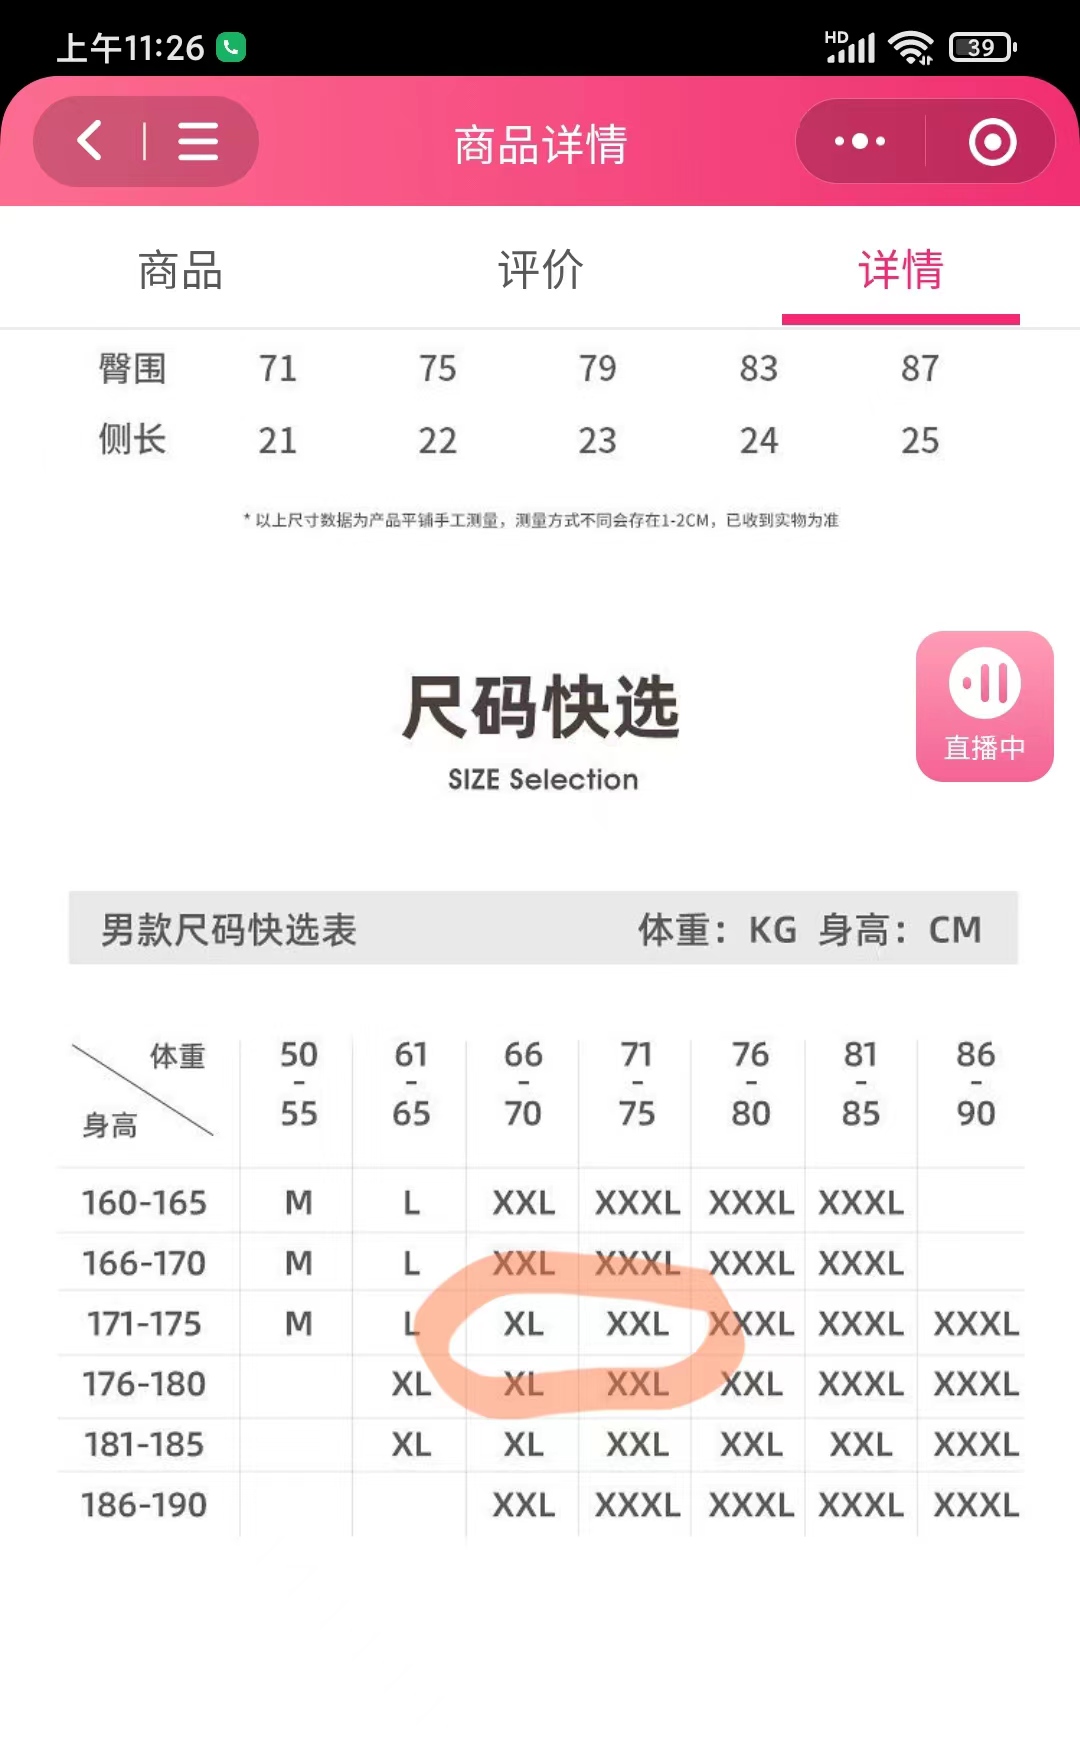 上午11:26
HD 39
商品详情
商品 评价 详情
臀围 71 75 79 83 87
侧长 21 22 23 24 25
*以上尺寸数据为产品平铺手工测量，测量方式不同会存在1-2CM，已收到实物为准
尺码快选
SIZE Selection
直播中
男款尺码快选表 体重：KG 身高：CM
体重 50-55 61-65 66-70 71-75 76-80 81-85 86-90
身高
160-165 M L XXL XXXL XXXL XXXL
166-170 M L XXL XXXL XXXL XXXL
171-175 M L XL XXL XXXL XXXL XXXL
176-180 XL XL XXL XXL XXXL XXXL
181-185 XL XL XXL XXL XXL XXXL
186-190 XXL XXXL XXXL XXXL XXXL